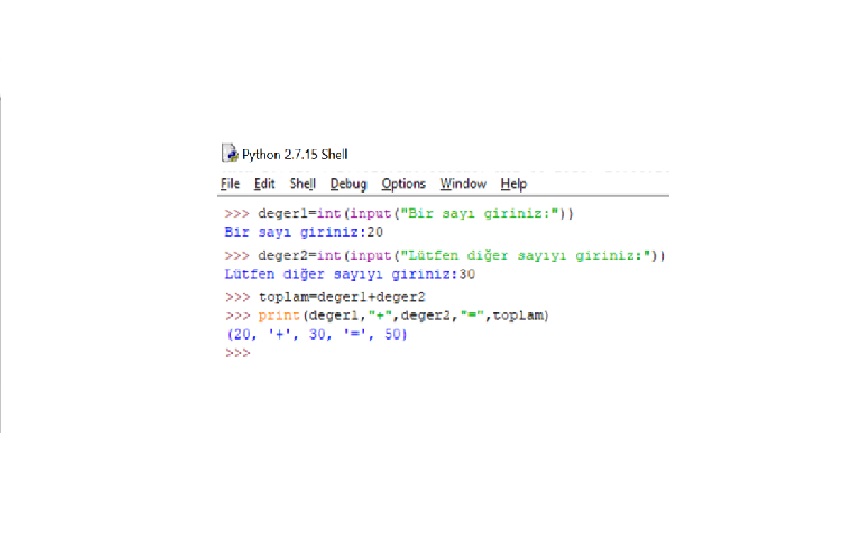 Python 2.7.15 Shell
File Edit Shell Debug Options Window Help
>>> deger1=int(input("Bir sayı giriniz:"))
Bir sayı giriniz:20
>>> deger2=int(input("Lütfen diğer sayıyı giriniz:"))
Lütfen diğer sayıyı giriniz:30
>>> toplam=deger1+deger2
>>> print(deger1,"+",deger2,"=",toplam)
(20, '+', 30, '=', 50)
>>>